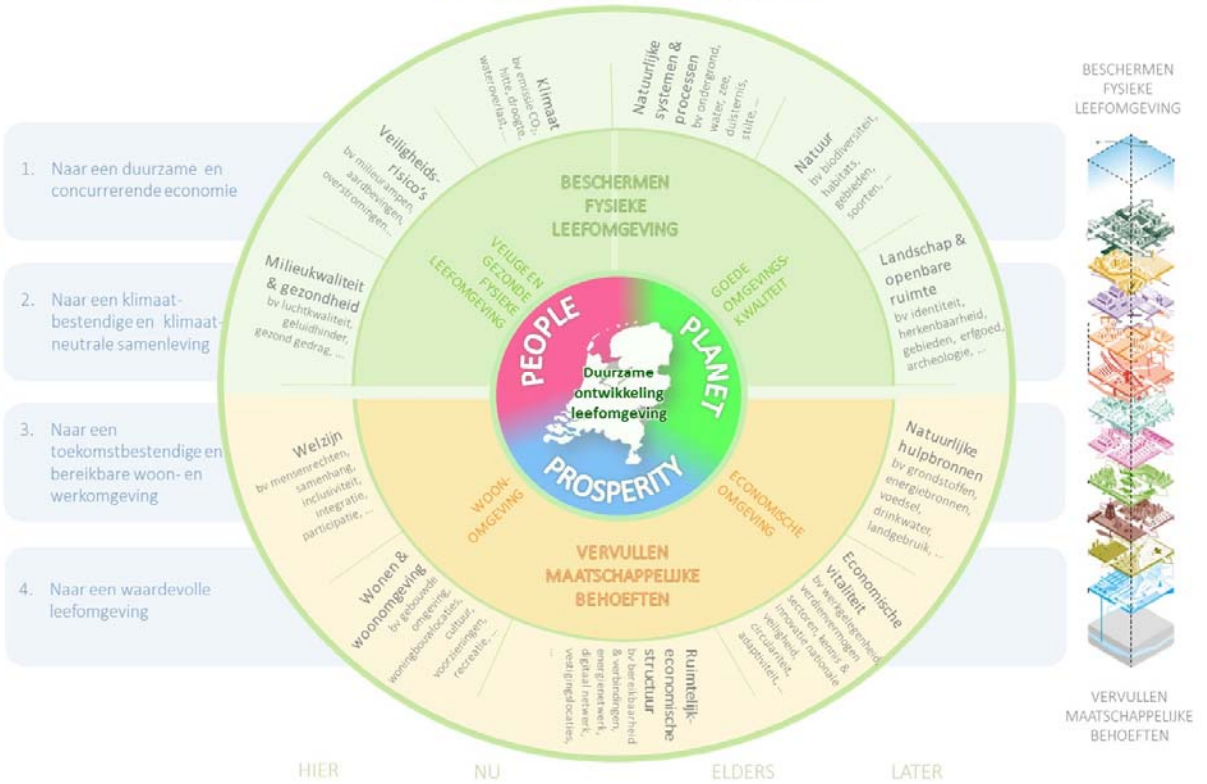 1. Naar een duurzame en
concurrerende economie
2. Naar een klimaat-
bestendige en klimaat-
neutrale samenleving
3. Naar een
toekomstbestendige en
bereikbare woon- en
werkomgeving
4. Naar een waardevolle
leefomgeving
Klimaat
bv emissie CO₂,
hitte, droogte,
wateroverlast, ...
Natuurlijke
systemen &
processen
bv ondergrond,
water, zee,
duisternis,
stilte, ...
Veiligheids-
risico's
bv milieurampen,
aardbevingen,
overstromingen...
Natuur
bv biodiversiteit,
habitats,
gebieden,
soorten, ...
Milieukwaliteit
& gezondheid
bv luchtkwaliteit,
geluidhinder,
gezond gedrag, ...
Landschap &
openbare
ruimte
bv identiteit,
herkenbaarheid,
gebieden, erfgoed,
archeologie, ...
BESCHERMEN
FYSIEKE
LEEFOMGEVING
VEILIGE EN
GEZONDE
FYSIEKE
LEEFOMGEVING
GOEDE
OMGEVINGS-
KWALITEIT
PEOPLE
PLANET
PROSPERITY
Duurzame
ontwikkeling
leefomgeving
WOON-
OMGEVING
ECONOMISCHE
OMGEVING
VERVULLEN
MAATSCHAPPELIJKE
BEHOEFTEN
Welzijn
bv mensenrechten,
samenhang,
inclusiviteit,
integratie,
participatie, ...
Natuurlijke
hulpbronnen
bv grondstoffen,
energiebronnen,
voedsel,
drinkwater,
landgebruik, ...
Wonen &
woonomgeving
bv gebouwde
omgeving,
woningbouwlocaties,
cultuur,
voorzieningen,
recreatie, ...
Economische
vitaliteit
bv werkgelegenheid,
verdienvermogen
sectoren, kennis &
innovatie nationale
veiligheid,
circulariteit,
adaptiviteit, ...
Ruimtelijk-
economische
structuur
bv bereikbaarheid
& verbindingen,
energienetwerk,
digitaal netwerk,
vestigingslocaties,
...
BESCHERMEN
FYSIEKE
LEEFOMGEVING
VERVULLEN
MAATSCHAPPELIJKE
BEHOEFTEN
HIER NU ELDERS LATER